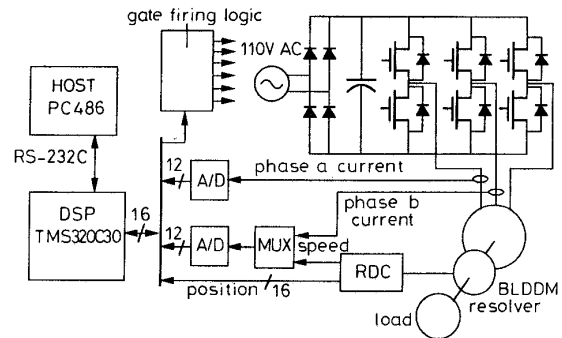 gate firing logic
110V AC
HOST
PC486
RS-232C
12
A/D
phase a current
phase b
current
DSP
TMS320C30
16
12
A/D
MUX
speed
RDC
position
16
BLDDM
resolver
load